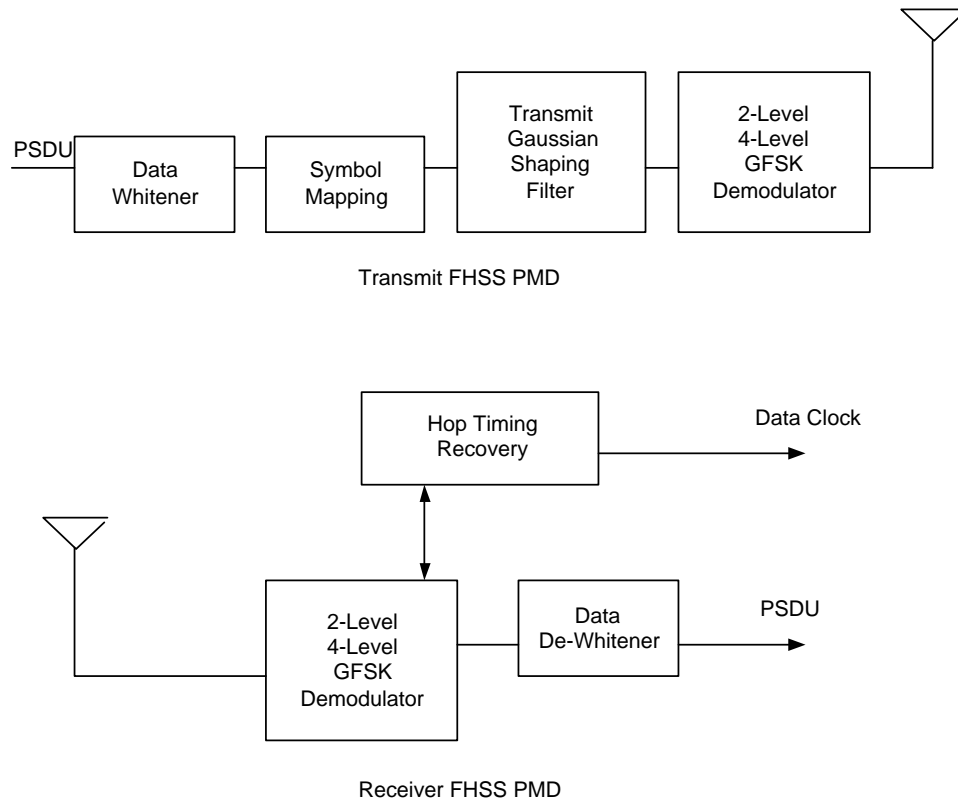 PSDU
Data
Whitener
Symbol
Mapping
Transmit
Gaussian
Shaping
Filter
2-Level
4-Level
GFSK
Demodulator
Transmit FHSS PMD
Hop Timing
Recovery
Data Clock
2-Level
4-Level
GFSK
Demodulator
Data
De-Whitener
PSDU
Receiver FHSS PMD